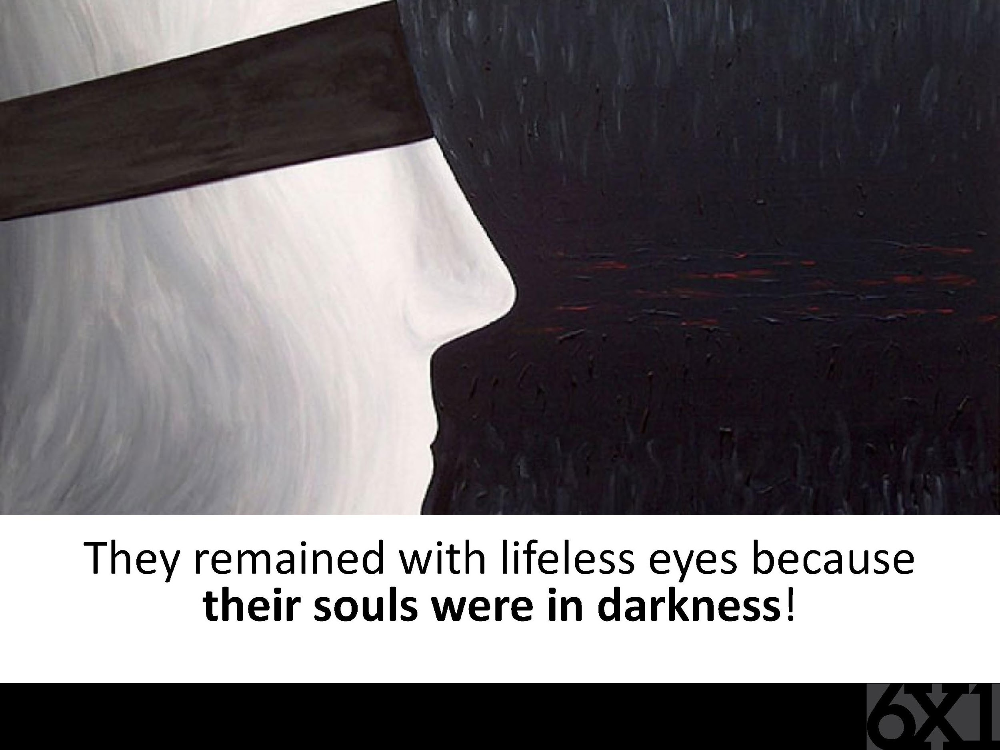 They remained with lifeless eyes because
their souls were in darkness!
6X1